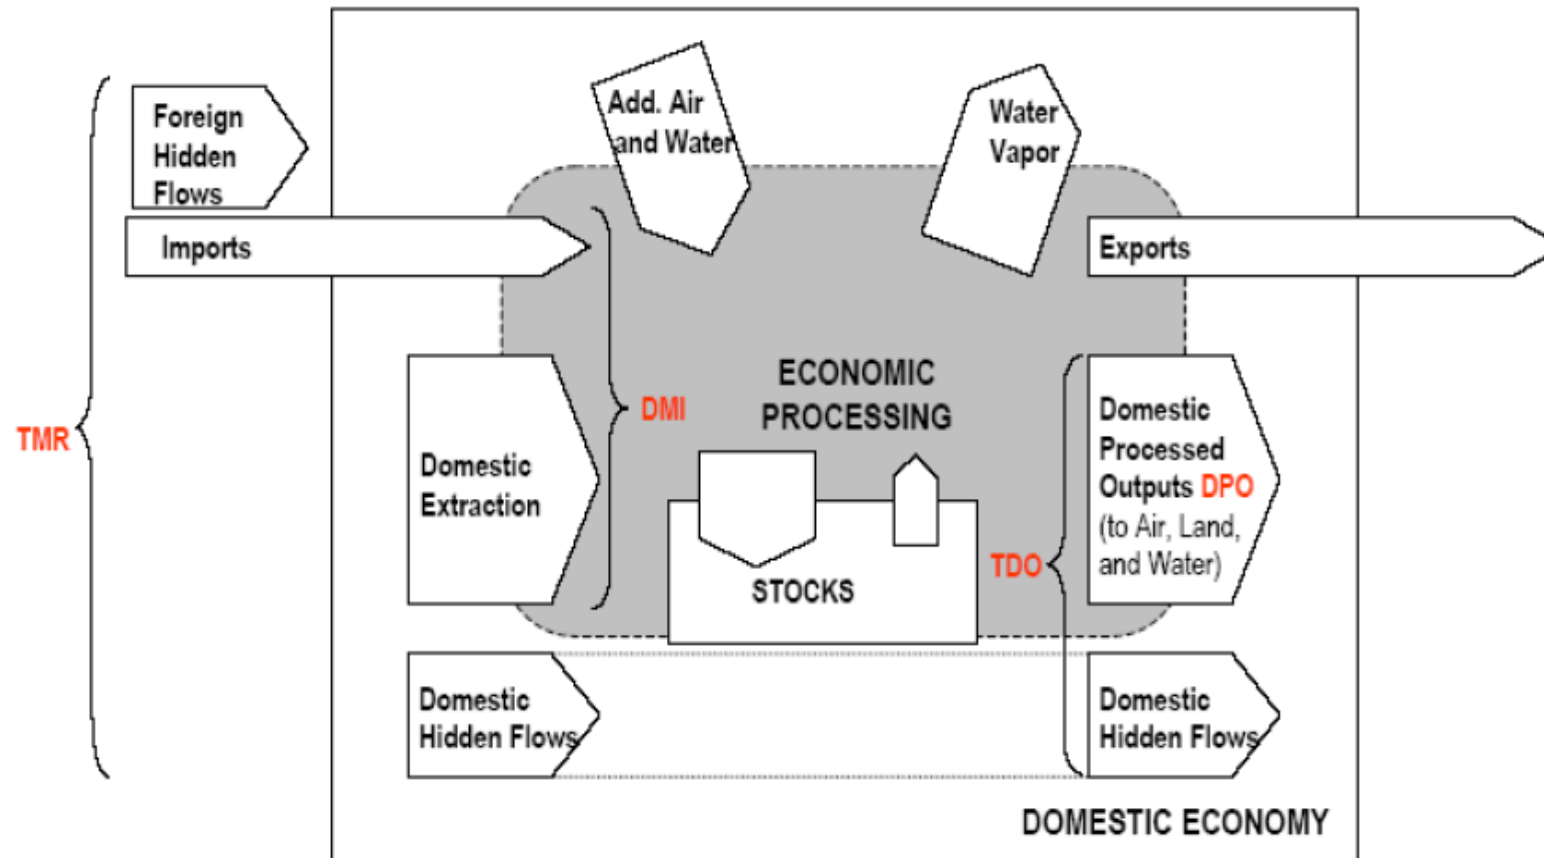 Foreign
Hidden
Flows
Imports
Add. Air
and Water
Water
Vapor
Exports
TMR
DMI
Domestic
Extraction
ECONOMIC
PROCESSING
STOCKS
TDO
Domestic
Processed
Outputs DPO
(to Air, Land,
and Water)
Domestic
Hidden Flows
Domestic
Hidden Flows
DOMESTIC ECONOMY